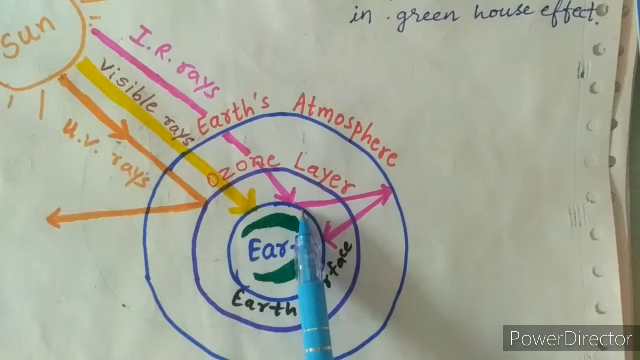 in green house effect.
Sun
I.R. rays
Visible rays
U.V. rays
Earth's Atmosphere
Ozone Layer
Ear
Earth
rface
PowerDirector